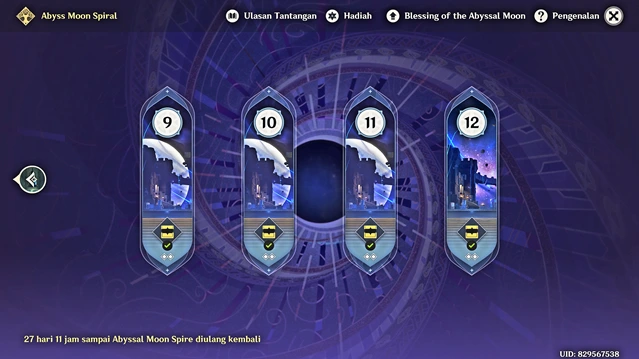 Abyss Moon Spiral
Ulasan Tantangan
Hadiah
Blessing of the Abyssal Moon
? Pengenalan
9
10
11
12
27 hari 11 jam sampai Abyssal Moon Spire diulang kembali
UID: 829567538